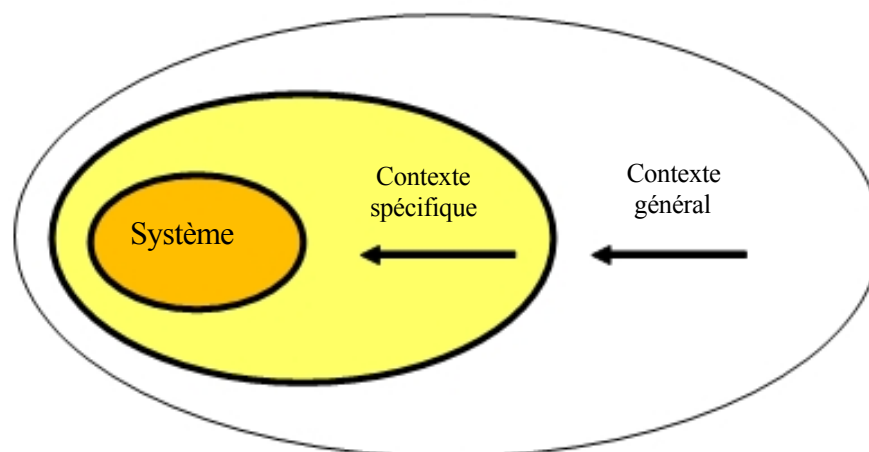 Contexte
spécifique
Contexte
général
Système